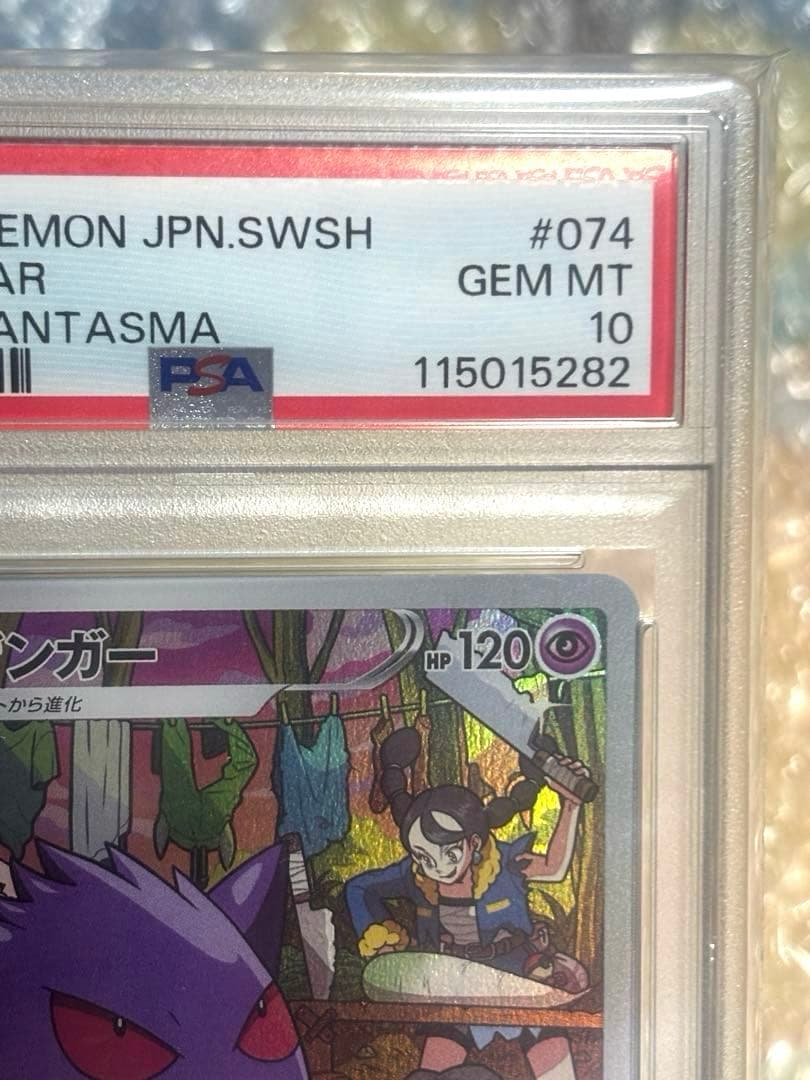 EMON JPN.SWSH #074
AR GEM MT
ANTASMA 10
PSA 115015282
ンガー HP 120
から進化